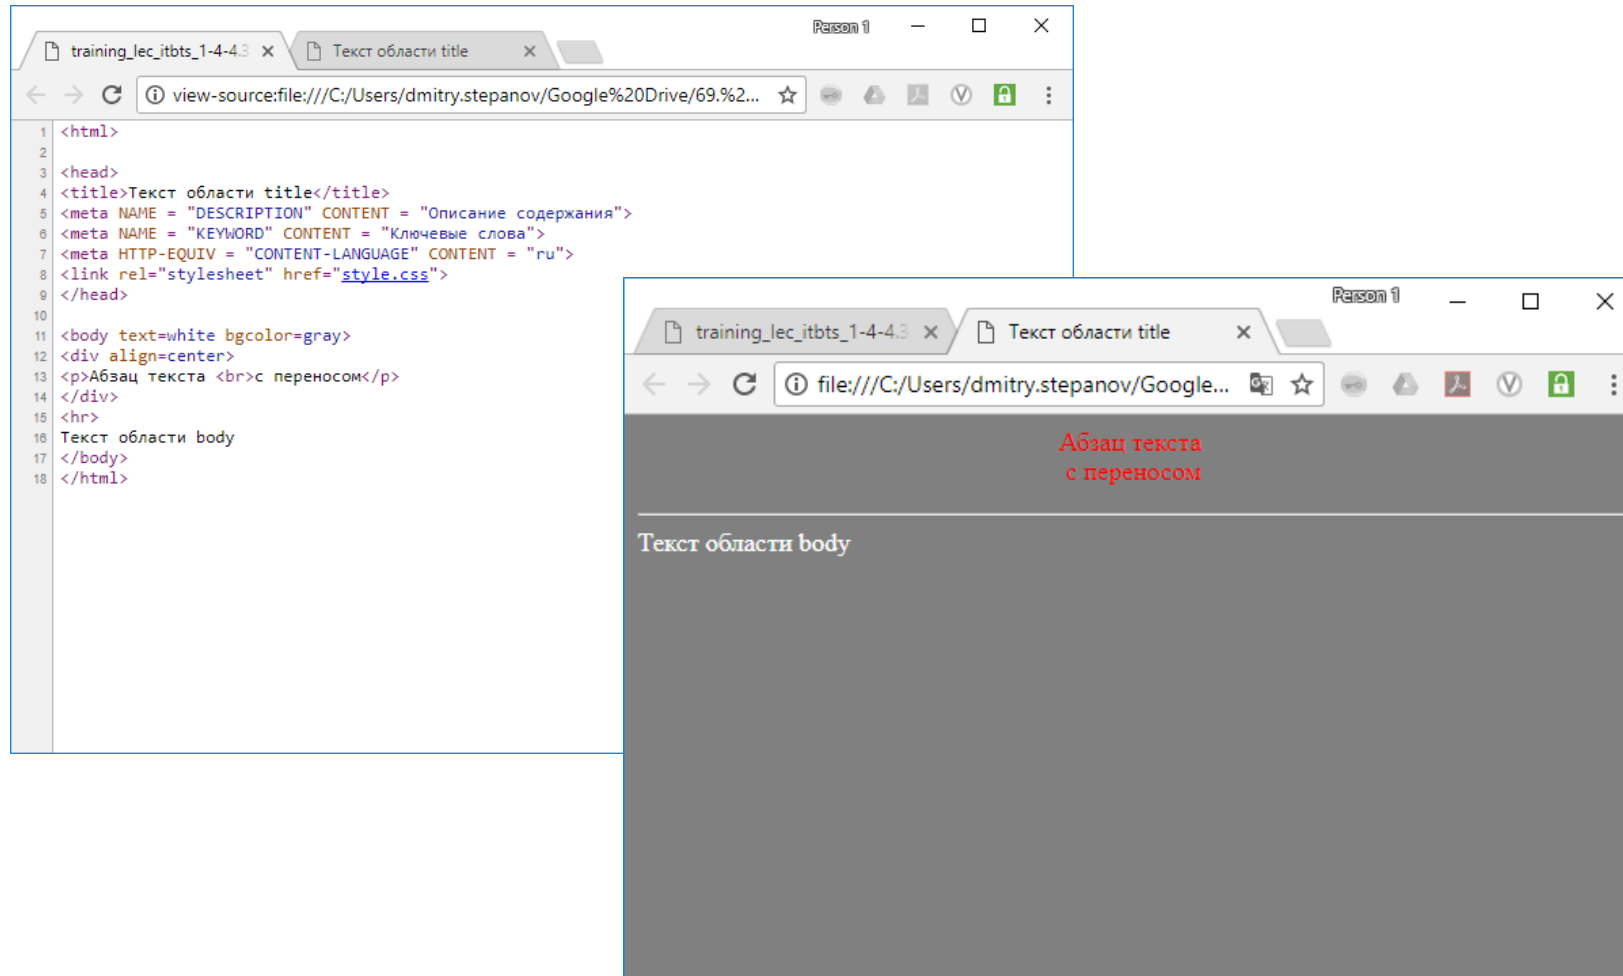 Person 1
training_lec_itbts_1-4-4.3
Текст области title
view-source:file:///C:/Users/dmitry.stepanov/Google%20Drive/69.%2...
1 <html>
2
3 <head>
4 <title>Текст области title</title>
5 <meta NAME = "DESCRIPTION" CONTENT = "Описание содержания">
6 <meta NAME = "KEYWORD" CONTENT = "Ключевые слова">
7 <meta HTTP-EQUIV = "CONTENT-LANGUAGE" CONTENT = "ru">
8 <link rel="stylesheet" href="style.css">
9 </head>
10
11 <body text=white bgcolor=gray>
12 <div align=center>
13 <p>Абзац текста <br>с переносом</p>
14 </div>
15 <hr>
16 Текст области body
17 </body>
18 </html>
Person 1
training_lec_itbts_1-4-4.3
Текст области title
file:///C:/Users/dmitry.stepanov/Google...
Абзац текста
с переносом
Текст области body